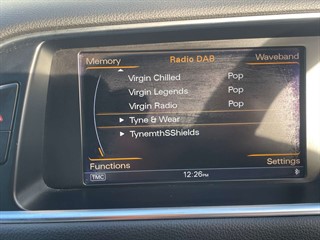 Memory Radio DAB Waveband
Virgin Chilled Pop
Virgin Legends Pop
Virgin Radio Pop
Tyne & Wear
TynemthSShields
Functions Settings
TMC 12:26PM